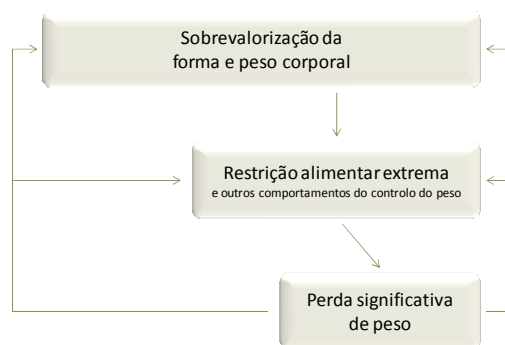 Sobrevalorização da
forma e peso corporal
Restrição alimentar extrema
e outros comportamentos do controlo do peso
Perda significativa
de peso